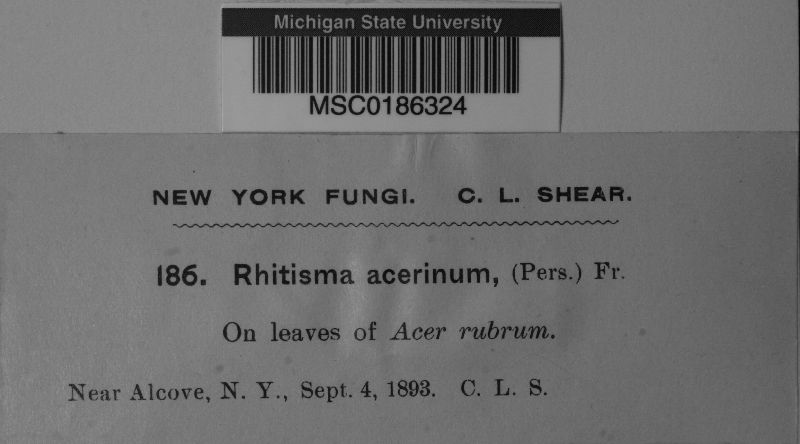 Michigan State University
MSC0186324
NEW YORK FUNGI. C. L. SHEAR.
186. Rhitisma acerinum, (Pers.) Fr.
On leaves of Acer rubrum.
Near Alcove, N. Y., Sept. 4, 1893. C. L. S.